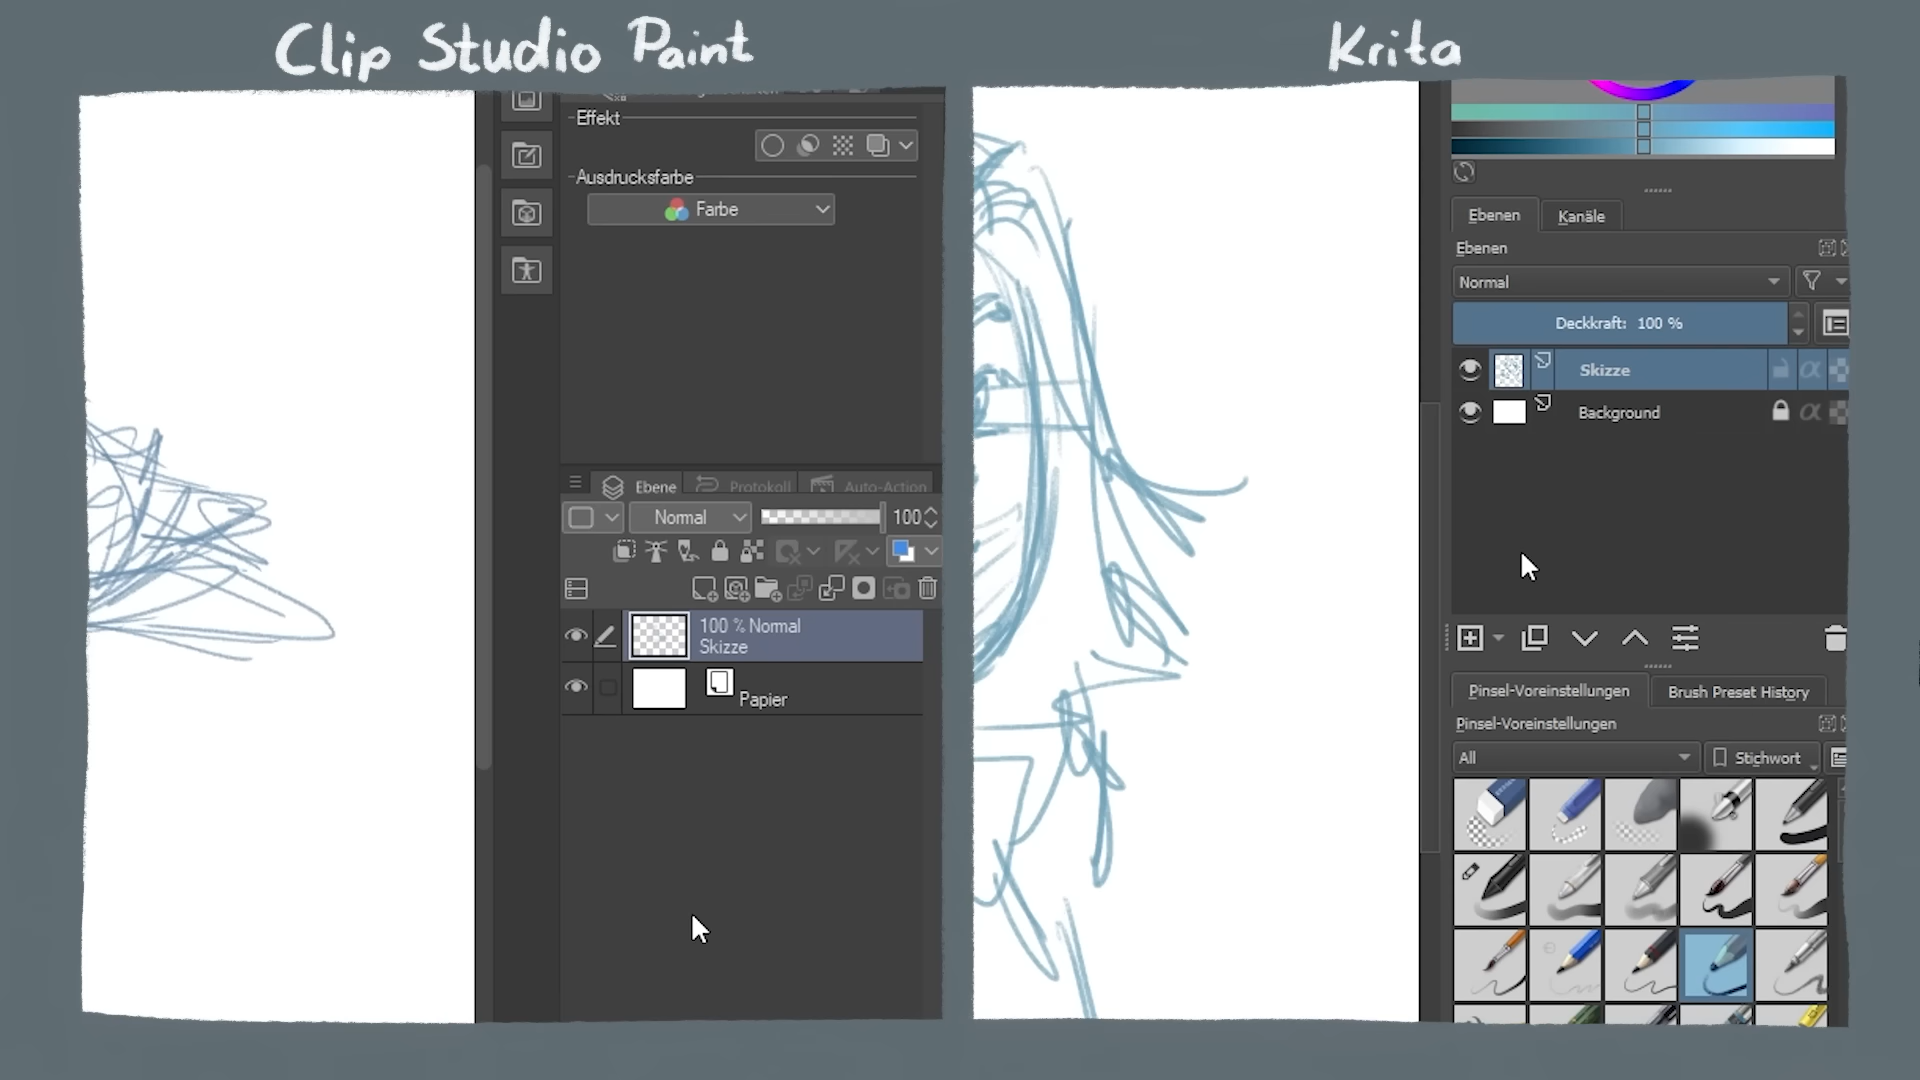 Clip Studio Paint
Krita
Effekt
Ausdrucksfarbe
Farbe
Ebene
Protokoll
Auto-Action
Normal
100
100 % Normal
Skizze
Papier
Ebenen
Kanäle
Ebenen
Normal
Deckkraft: 100 %
Skizze
Background
Pinsel-Voreinstellungen
Brush Preset History
Pinsel-Voreinstellungen
All
Stichwort